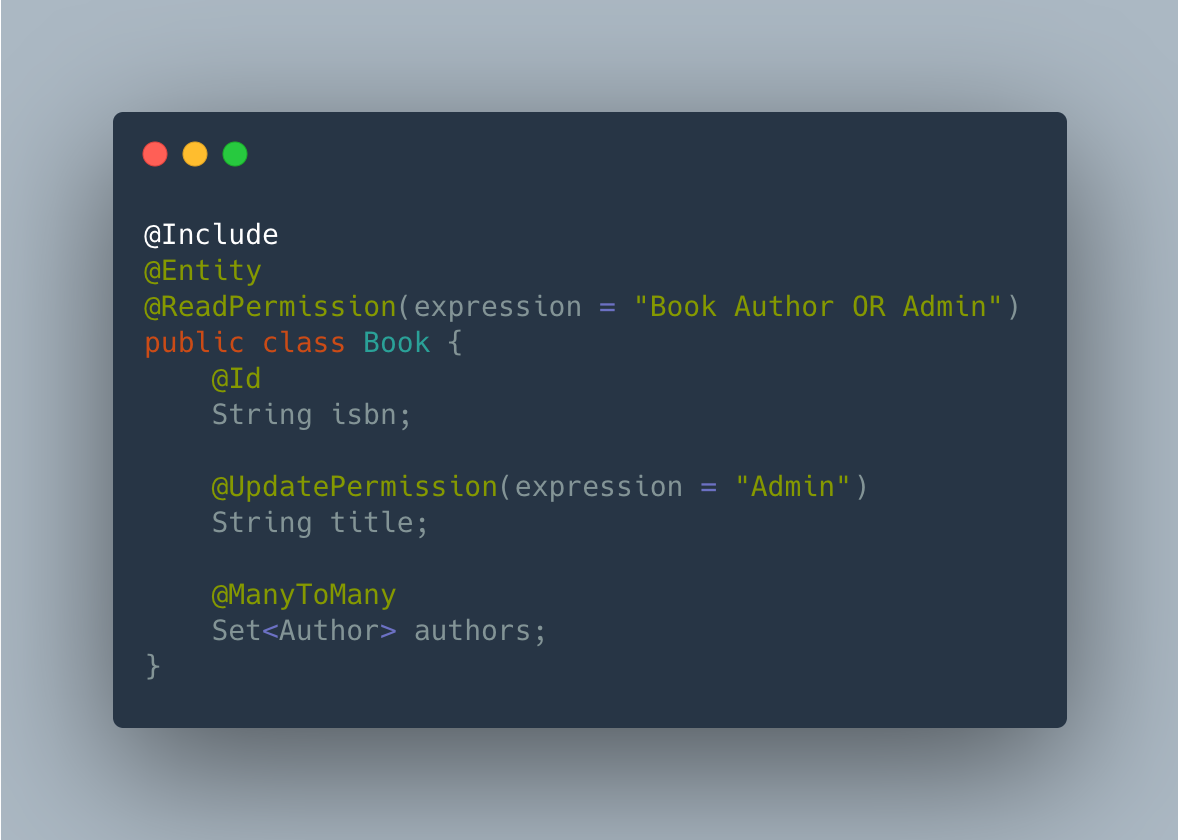 @Include
@Entity
@ReadPermission(expression = "Book Author OR Admin")
public class Book {
    @Id
    String isbn;

    @UpdatePermission(expression = "Admin")
    String title;

    @ManyToMany
    Set<Author> authors;
}